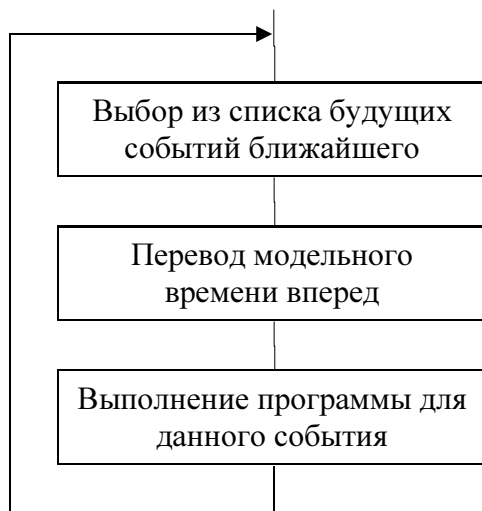 Выбор из списка будущих
событий ближайшего
Перевод модельного
времени вперед
Выполнение программы для
данного события